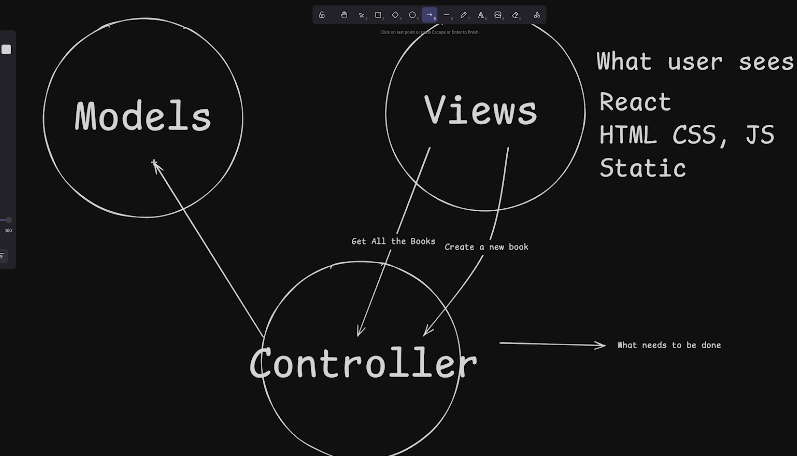 Click on last point or press Escape or Enter to finish
Models
Views
What user sees
React
HTML CSS, JS
Static
Get All the Books
Create a new book
Controller
What needs to be done